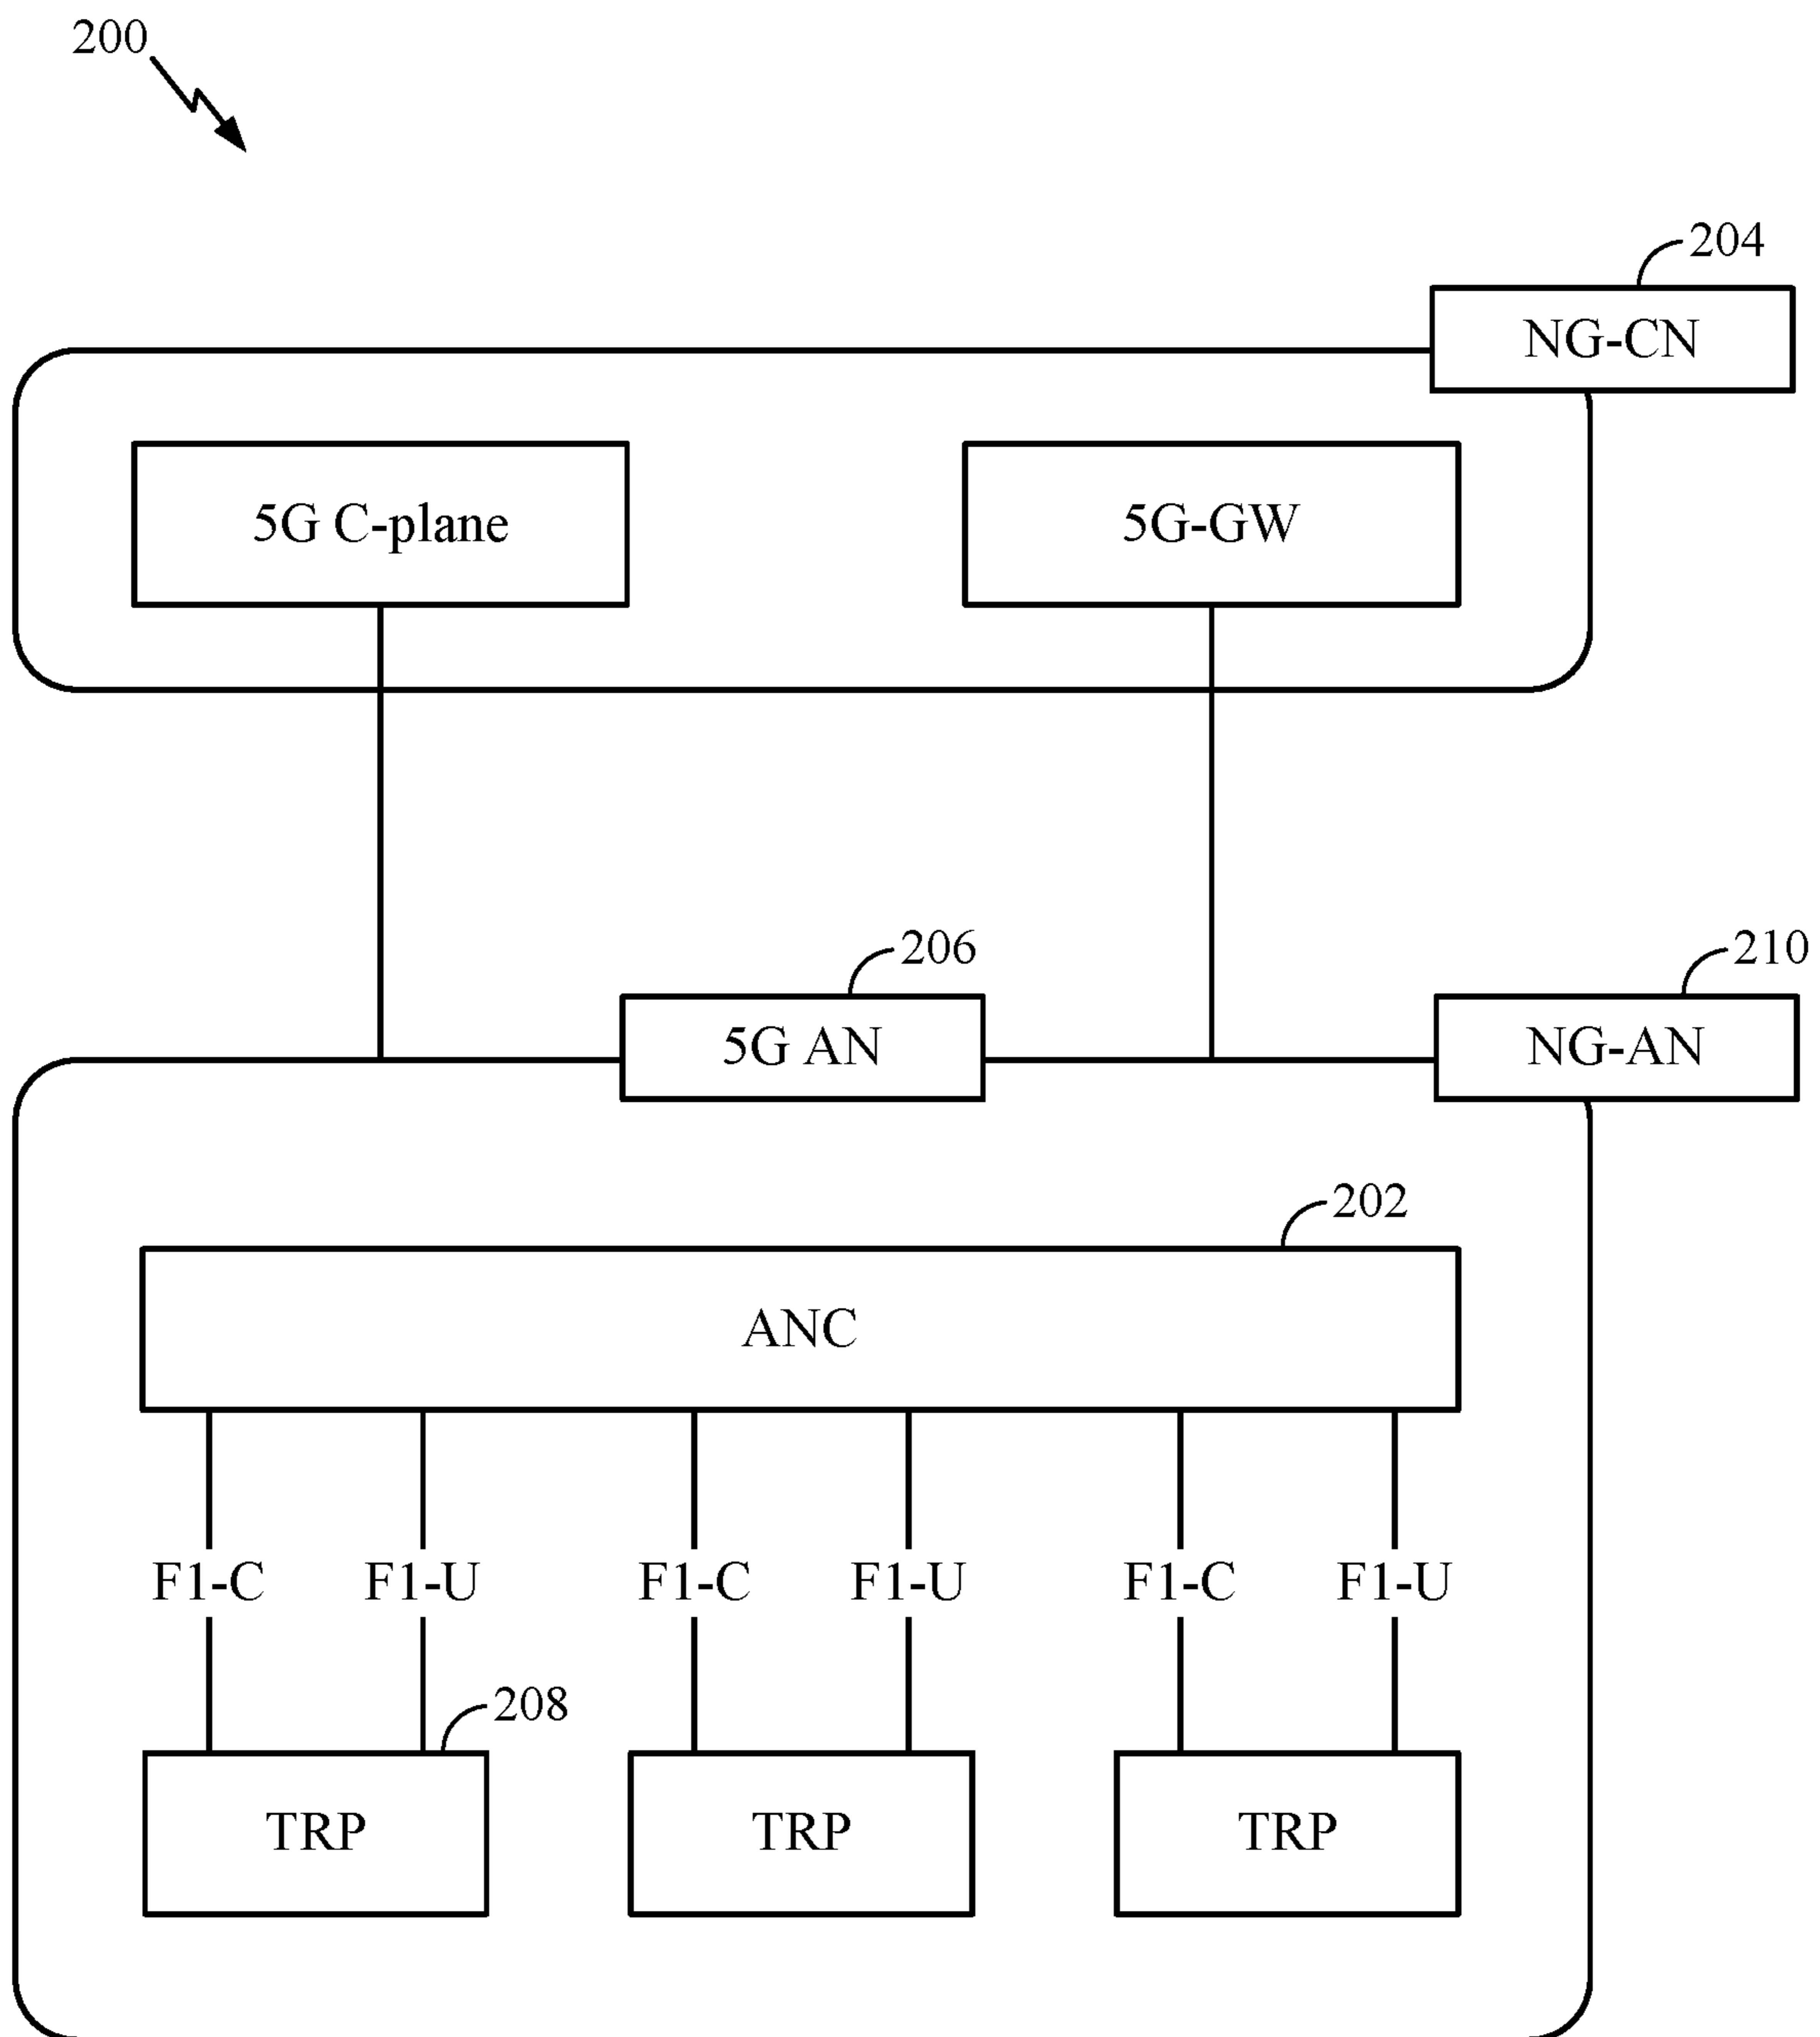 200
204
NG-CN
5G C-plane
5G-GW
206
210
5G AN
NG-AN
202
ANC
F1-C F1-U F1-C F1-U F1-C F1-U
208
TRP TRP TRP